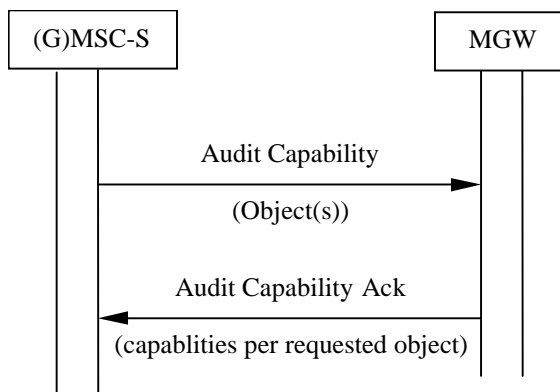 (G)MSC-S
MGW
Audit Capability
(Object(s))
Audit Capability Ack
(capablities per requested object)